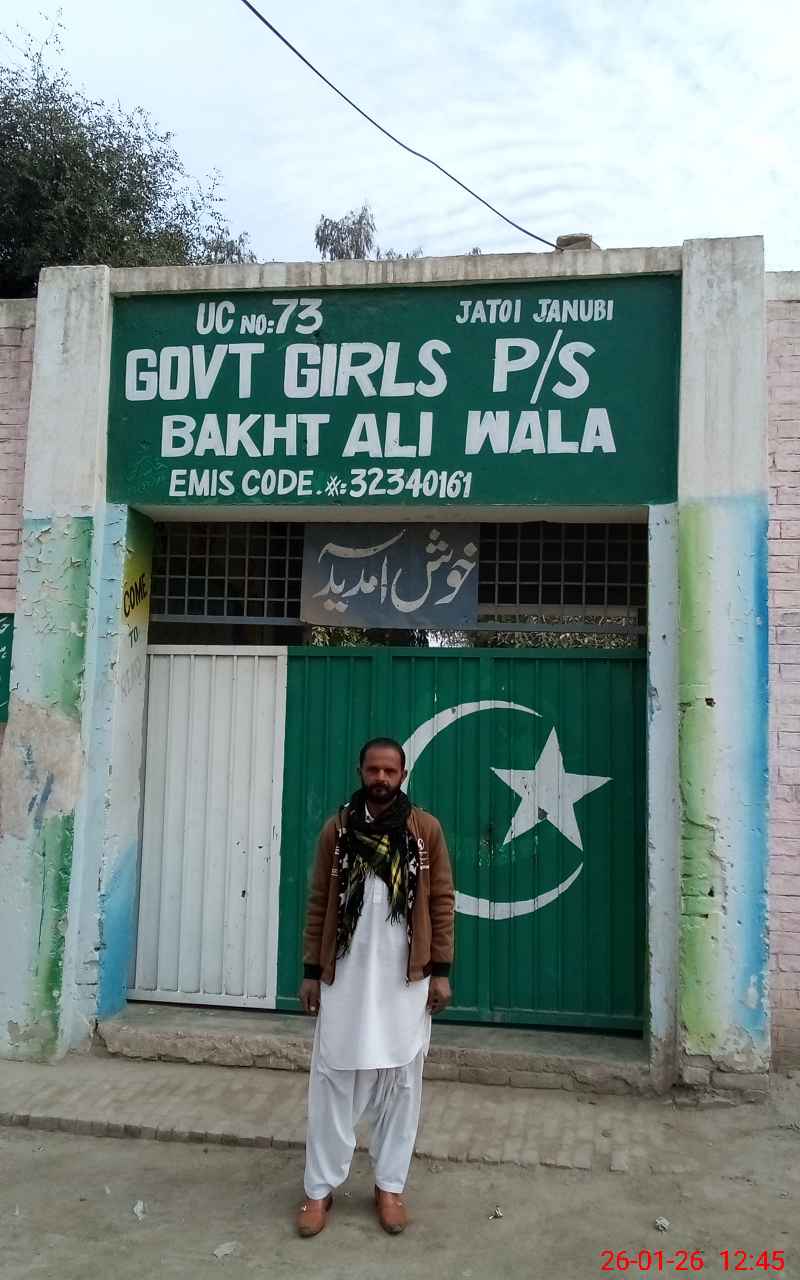 UC NO:73 JATOI JANUBI
GOVT GIRLS P/S
BAKHT ALI WALA
EMIS CODE.#:32340161
خوش آمدید
COME
TO
READ
26-01-26 12:45